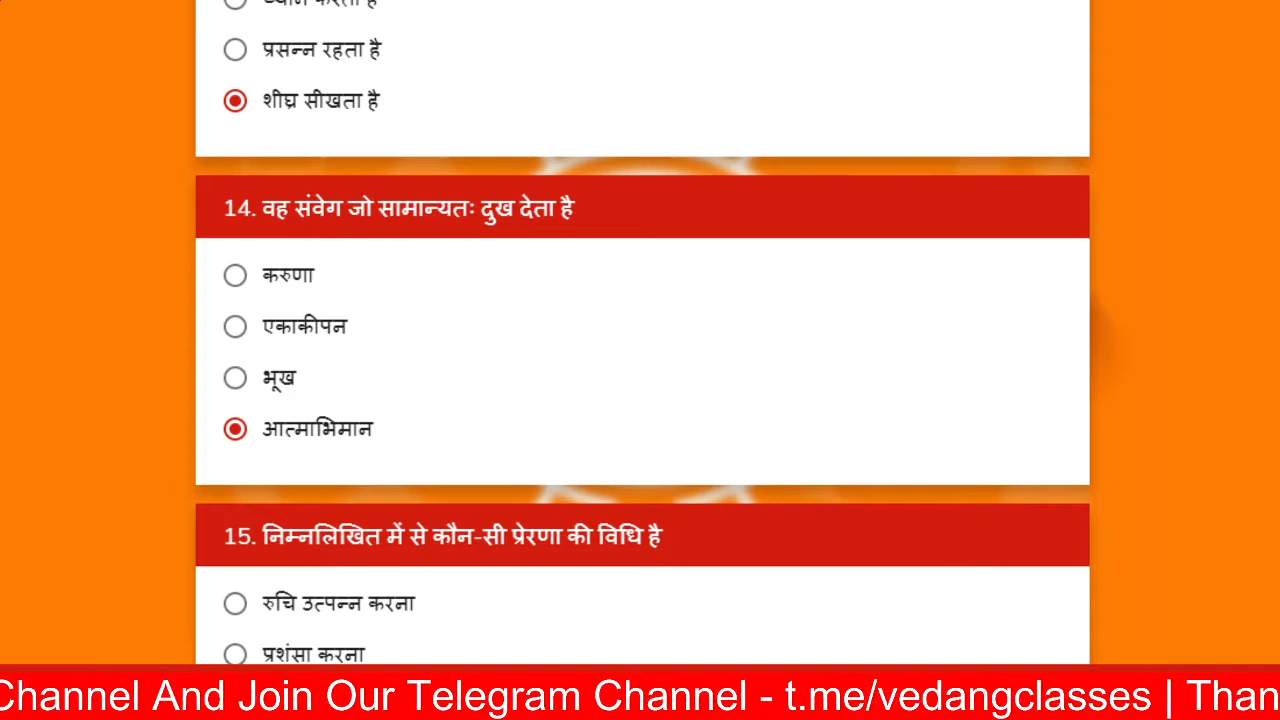 प्रसन्न रहता है
शीघ्र सीखता है
14. वह संवेग जो सामान्यतः दुख देता है
करुणा
एकाकीपन
भूख
आत्माभिमान
15. निम्नलिखित में से कौन-सी प्रेरणा की विधि है
रुचि उत्पन्न करना
प्रशंसा करना
Channel And Join Our Telegram Channel - t.me/vedangclasses | Than